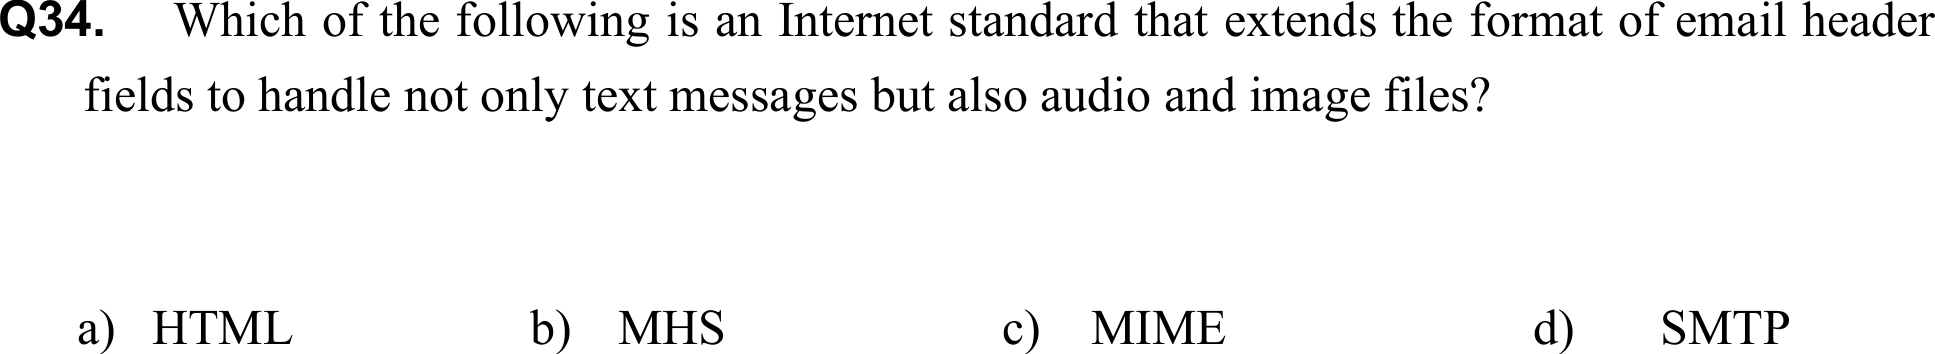 Q34. Which of the following is an Internet standard that extends the format of email header
fields to handle not only text messages but also audio and image files?
a) HTML b) MHS c) MIME d) SMTP